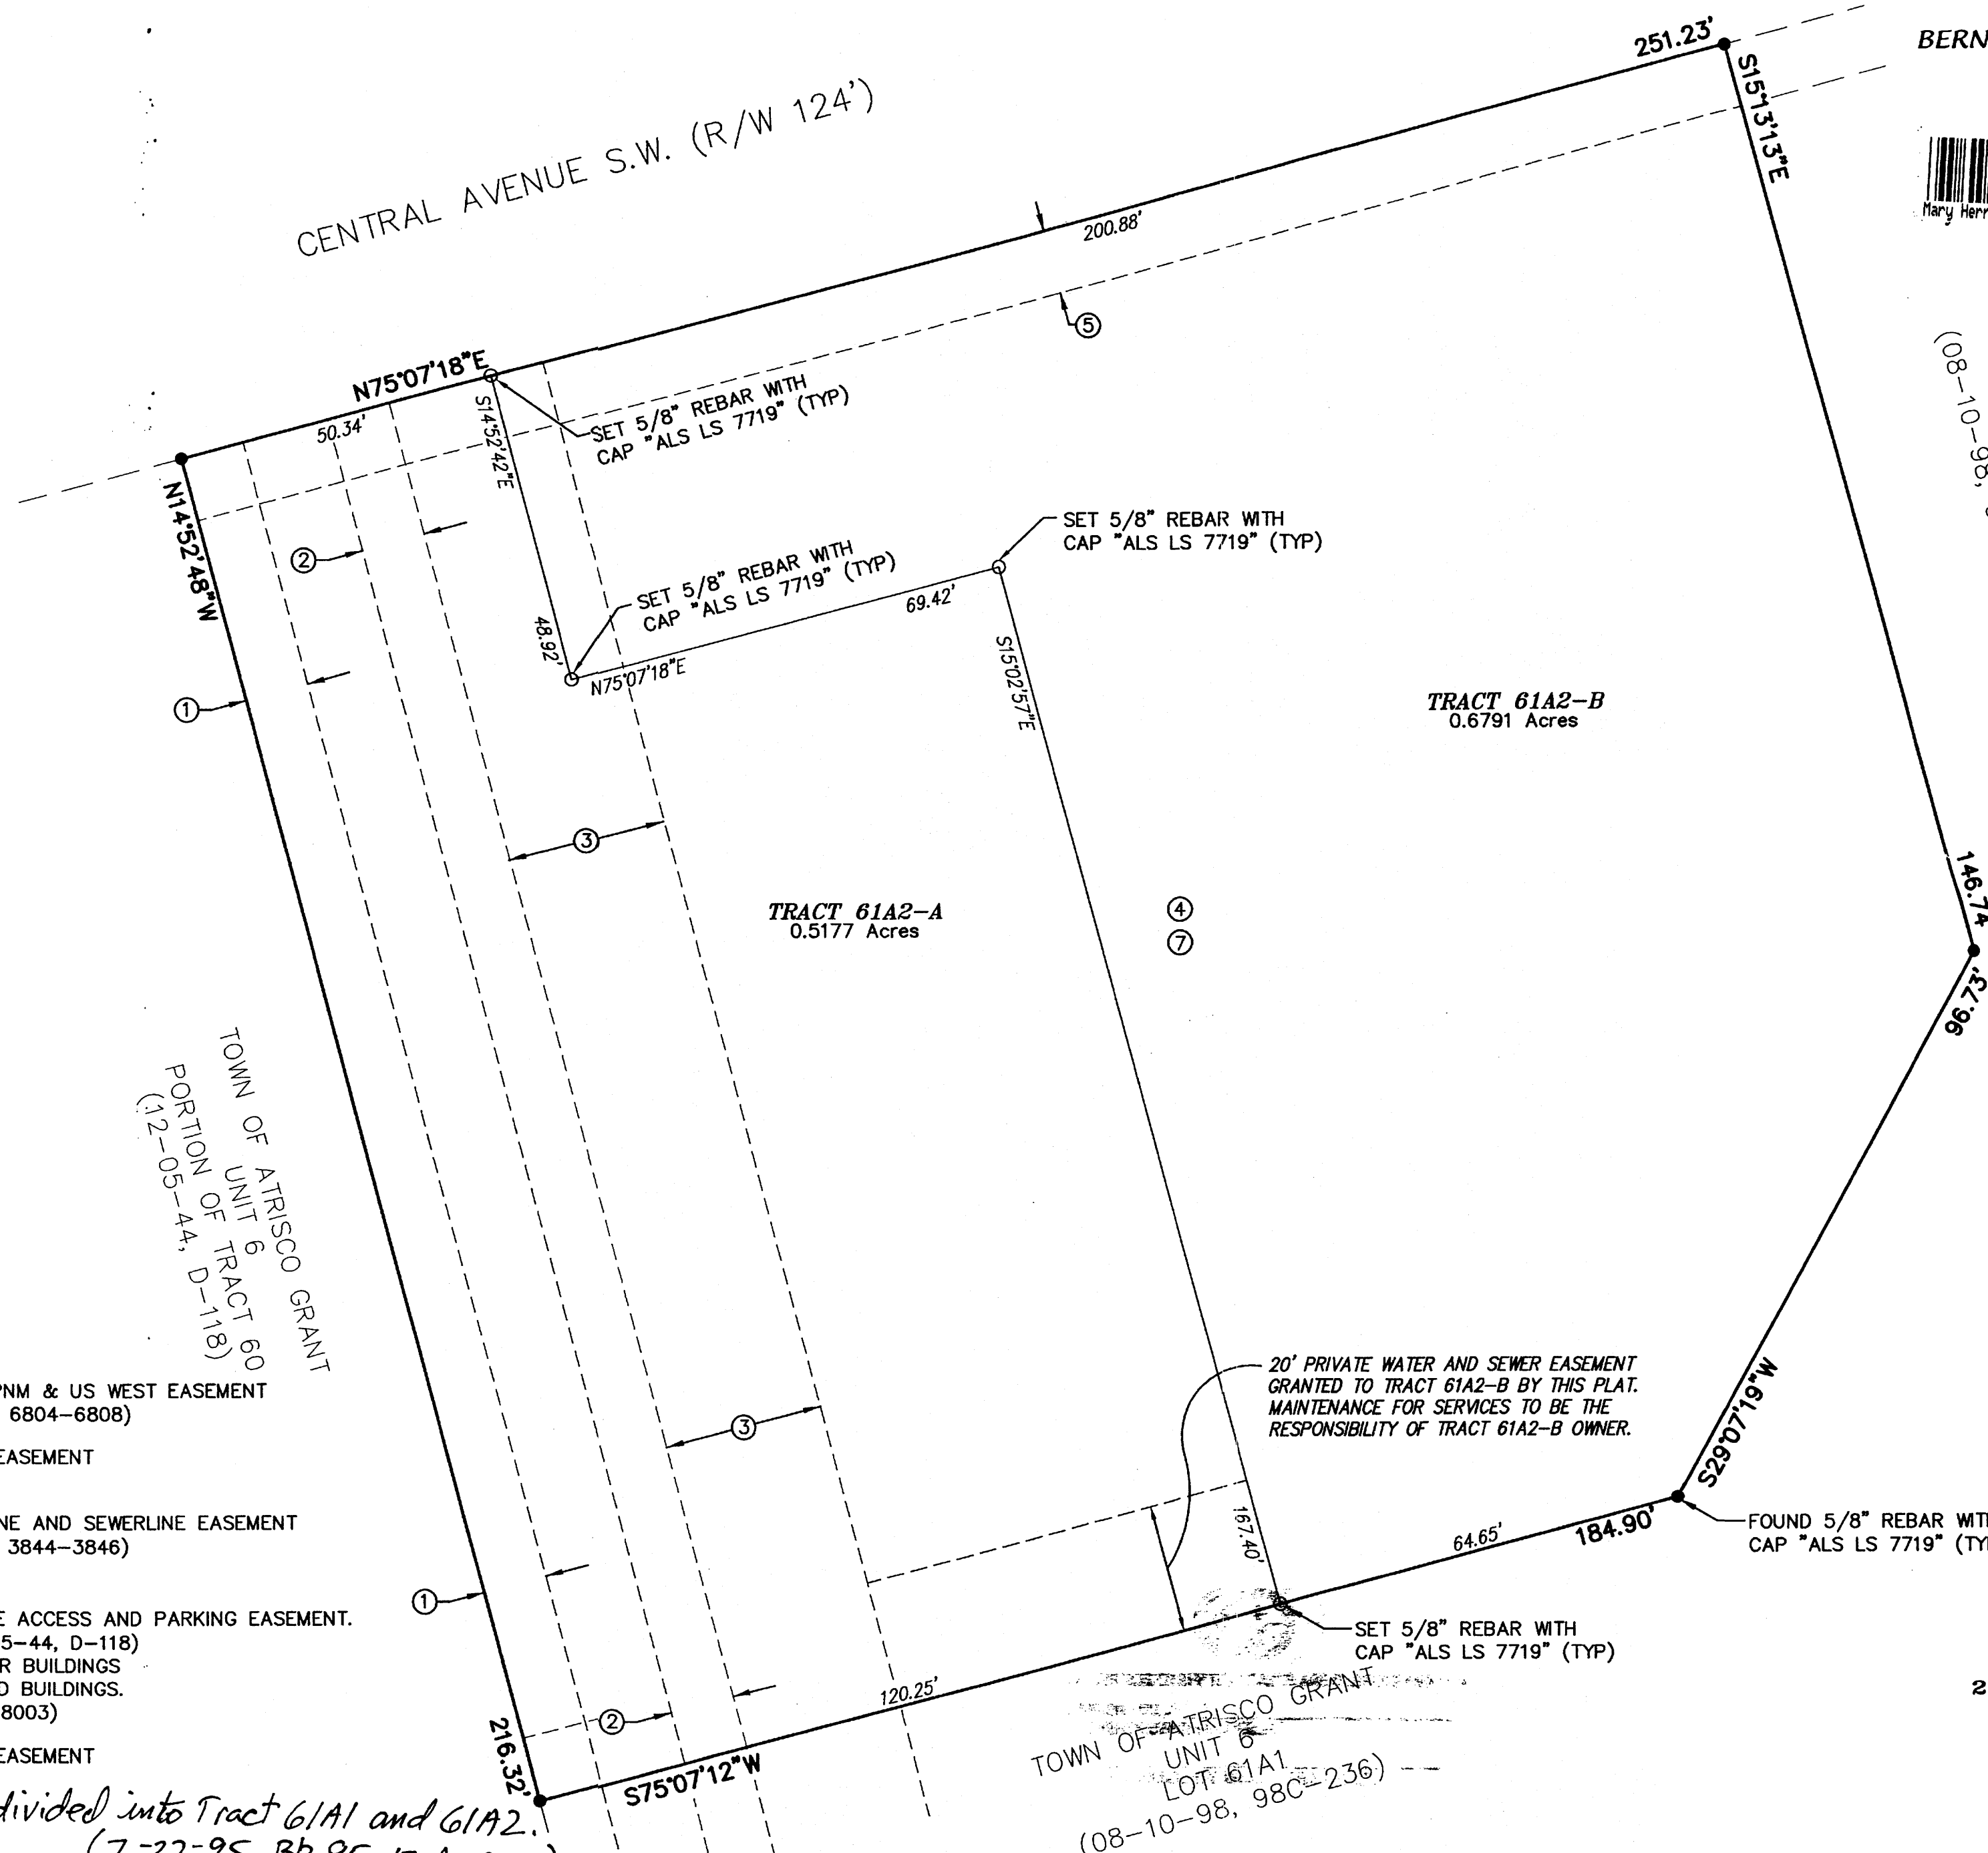 251.23'
BERN
S15°13'13"E
CENTRAL AVENUE S.W. (R/W 124')
Mary Herr
200.88'
5
N75°07'18"E
50.34'
S14°52'42"E
SET 5/8" REBAR WITH
CAP "ALS LS 7719" (TYP)
(08-10-98,
N14°52'48"W
2
SET 5/8" REBAR WITH
CAP "ALS LS 7719" (TYP)
SET 5/8" REBAR WITH
CAP "ALS LS 7719" (TYP)
69.42'
48.92'
N75°07'18"E
S15°02'57"E
1
TRACT 61A2-B
0.6791 Acres
3
146.74
TRACT 61A2-A
0.5177 Acres
4
7
96.73'
TOWN OF ATRISCO GRANT
UNIT 6
PORTION OF TRACT 60
(12-05-44, D-118)
20' PRIVATE WATER AND SEWER EASEMENT
GRANTED TO TRACT 61A2-B BY THIS PLAT.
MAINTENANCE FOR SERVICES TO BE THE
RESPONSIBILITY OF TRACT 61A2-B OWNER.
S29°07'19"W
PNM & US WEST EASEMENT
6804-6808)
EASEMENT
3
NE AND SEWERLINE EASEMENT
3844-3846)
167.40'
64.65'
184.90'
FOUND 5/8" REBAR WIT
CAP "ALS LS 7719" (TY
1
E ACCESS AND PARKING EASEMENT.
5-44, D-118)
R BUILDINGS
D BUILDINGS.
8003)
EASEMENT
SET 5/8" REBAR WITH
CAP "ALS LS 7719" (TYP)
120.25'
2
2
216.32'
S75°07'12"W
TOWN OF ATRISCO GRANT
UNIT 6
LOT 61A1
(08-10-98, 98C-236)
divided into Tract 61A1 and 61A2.